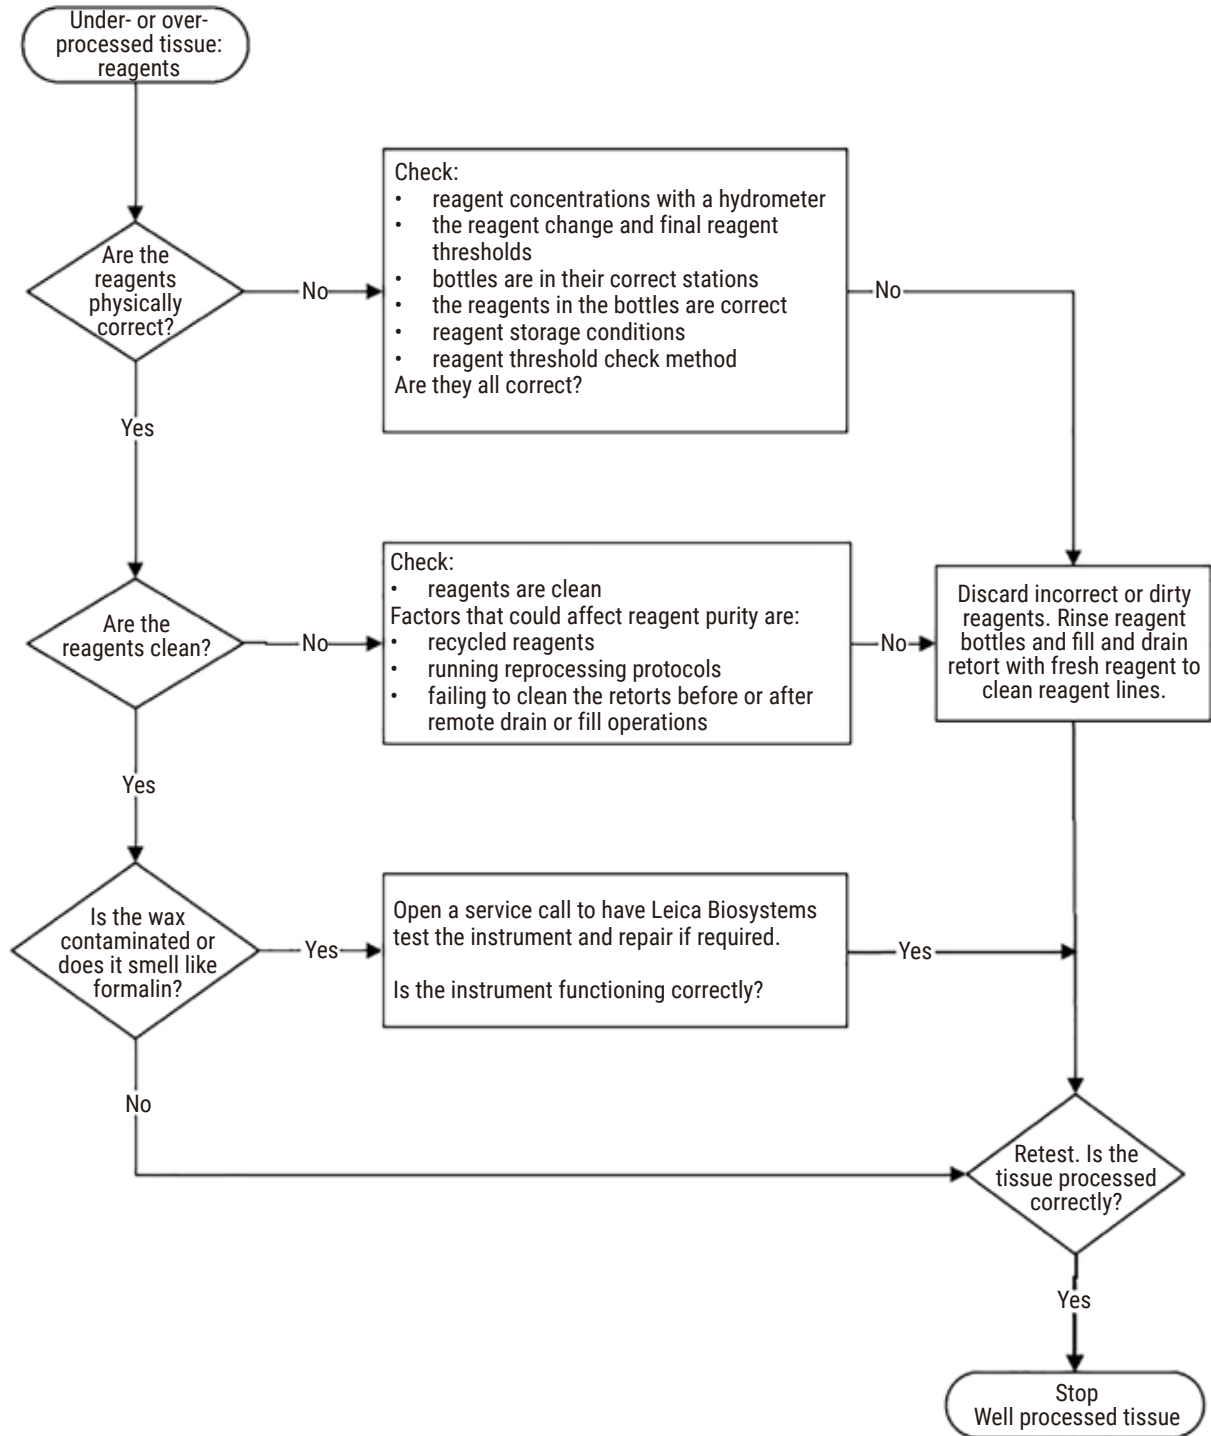 Under- or over-
processed tissue:
reagents
Check:
• reagent concentrations with a hydrometer
• the reagent change and final reagent
thresholds
• bottles are in their correct stations
• the reagents in the bottles are correct
• reagent storage conditions
• reagent threshold check method
Are they all correct?
Are the
reagents
physically
correct?
No
No
Yes
Check:
• reagents are clean
Factors that could affect reagent purity are:
• recycled reagents
• running reprocessing protocols
• failing to clean the retorts before or after
remote drain or fill operations
Discard incorrect or dirty
reagents. Rinse reagent
bottles and fill and drain
retort with fresh reagent to
clean reagent lines.
Are the
reagents clean?
No
No
Yes
Is the wax
contaminated or
does it smell like
formalin?
Yes
Open a service call to have Leica Biosystems
test the instrument and repair if required.
Is the instrument functioning correctly?
Yes
No
Retest. Is the
tissue processed
correctly?
Yes
Stop
Well processed tissue